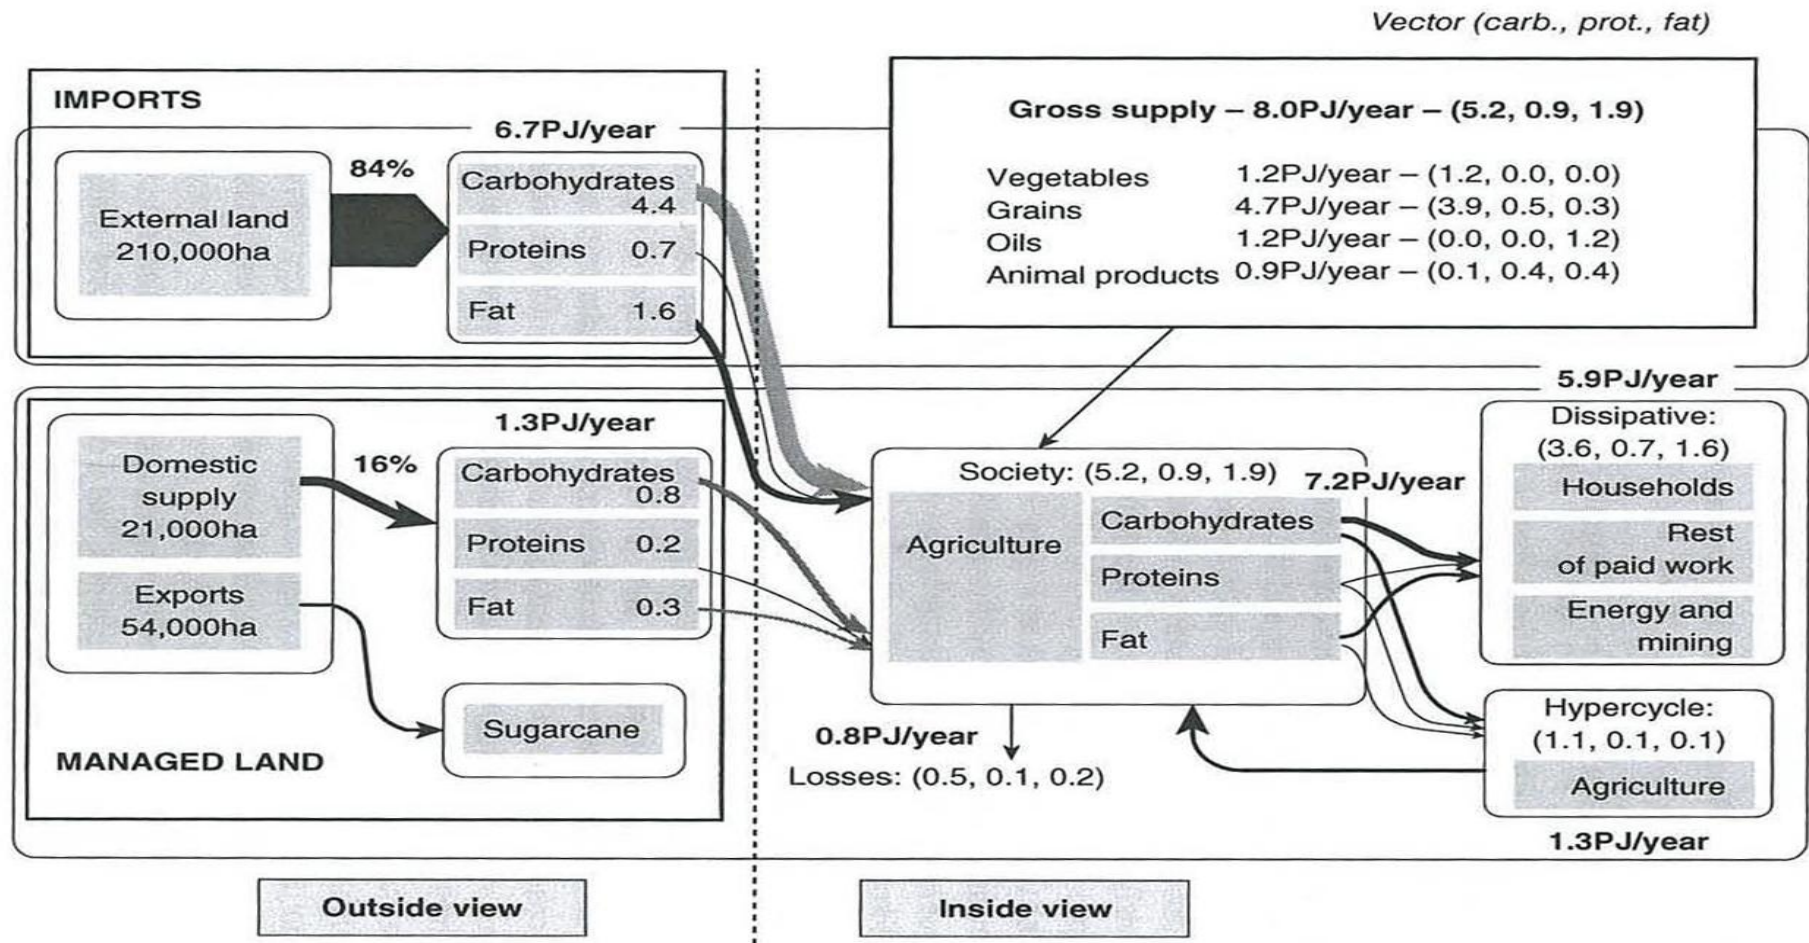 Vector (carb., prot., fat)
IMPORTS
6.7PJ/year
84%
External land
210,000ha
Carbohydrates
4.4
Proteins 0.7
Fat 1.6
Gross supply – 8.0PJ/year – (5.2, 0.9, 1.9)
Vegetables 1.2PJ/year – (1.2, 0.0, 0.0)
Grains 4.7PJ/year – (3.9, 0.5, 0.3)
Oils 1.2PJ/year – (0.0, 0.0, 1.2)
Animal products 0.9PJ/year – (0.1, 0.4, 0.4)
1.3PJ/year
Domestic
supply
21,000ha
16%
Carbohydrates
0.8
Proteins 0.2
Fat 0.3
Exports
54,000ha
Sugarcane
MANAGED LAND
Society: (5.2, 0.9, 1.9)
Agriculture
Carbohydrates
Proteins
Fat
7.2PJ/year
5.9PJ/year
Dissipative:
(3.6, 0.7, 1.6)
Households
Rest
of paid work
Energy and
mining
0.8PJ/year
Losses: (0.5, 0.1, 0.2)
Hypercycle:
(1.1, 0.1, 0.1)
Agriculture
1.3PJ/year
Outside view
Inside view